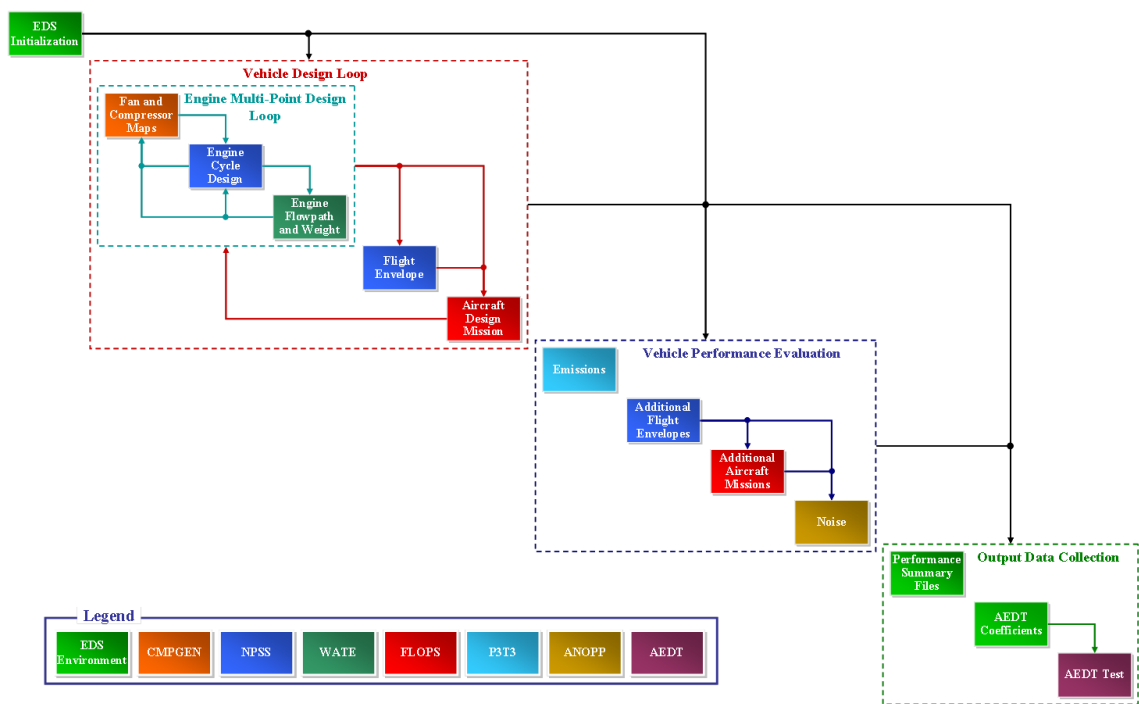 EDS
Initialization
Vehicle Design Loop
Fan and
Compressor
Maps
Engine Multi-Point Design
Loop
Engine
Cycle
Design
Engine
Flowpath
and Weight
Flight
Envelope
Aircraft
Design
Mission
Vehicle Performance Evaluation
Emissions
Additional
Flight
Envelopes
Additional
Aircraft
Missions
Noise
Output Data Collection
Performance
Summary
Files
AEDT
Coefficients
AEDT Test
Legend
EDS
Environment
CMPGEN
NPSS
WATE
FLOPS
P3T3
ANOPP
AEDT